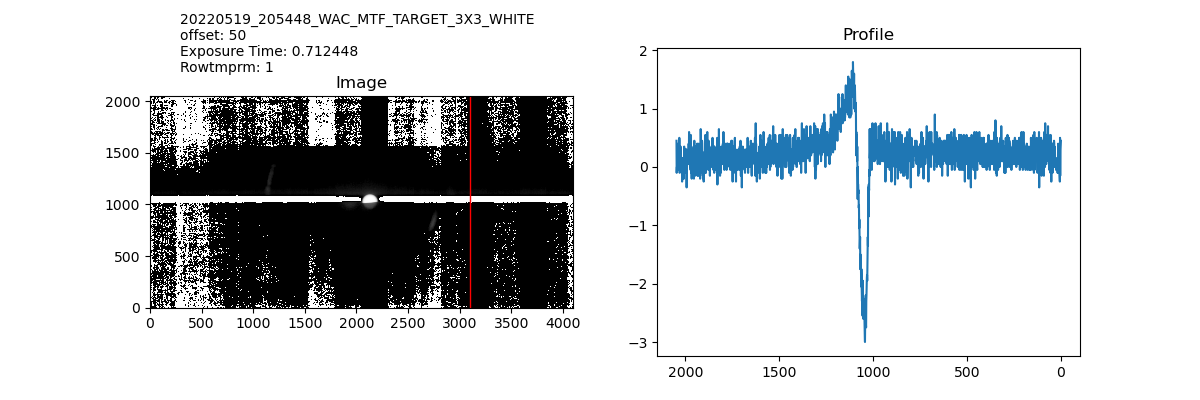 20220519_205448_WAC_MTF_TARGET_3X3_WHITE
offset: 50
Exposure Time: 0.712448
Rowtmprm: 1
Image
2000
1500
1000
500
0
0 500 1000 1500 2000 2500 3000 3500 4000
Profile
2
1
0
−1
−2
−3
2000 1500 1000 500 0